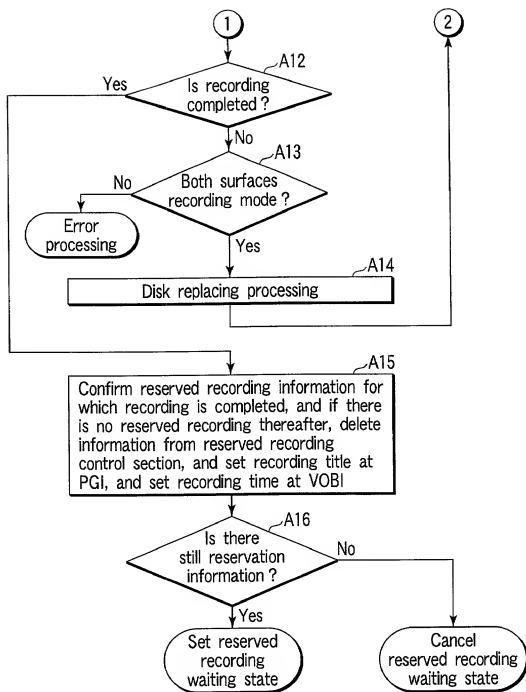 1
2
A12
Yes
Is recording
completed ?
No
A13
No
Both surfaces
recording mode ?
Error
processing
Yes
A14
Disk replacing processing
A15
Confirm reserved recording information for
which recording is completed, and if there
is no reserved recording thereafter, delete
information from reserved recording
control section, and set recording title at
PGI, and set recording time at VOBI
A16
Is there
still reservation
information ?
No
Yes
Set reserved
recording
waiting state
Cancel
reserved recording
waiting state